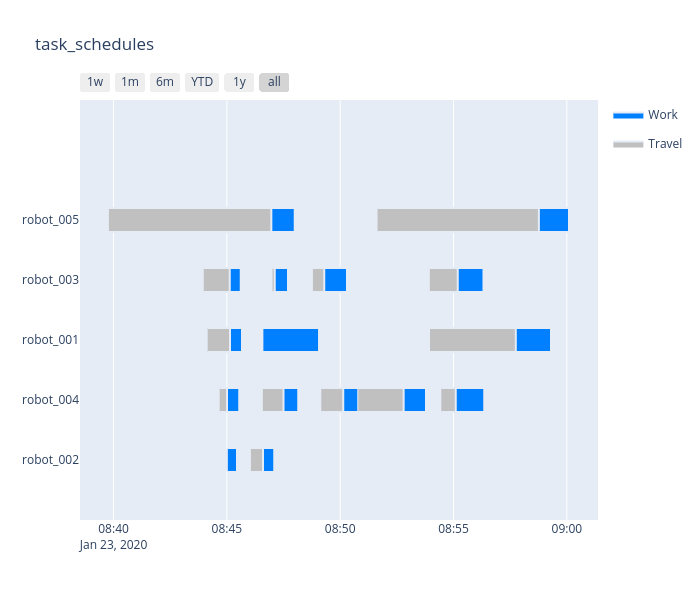 task_schedules
1w 1m 6m YTD 1y all
Work
Travel
robot_005
robot_003
robot_001
robot_004
robot_002
08:40 08:45 08:50 08:55 09:00
Jan 23, 2020